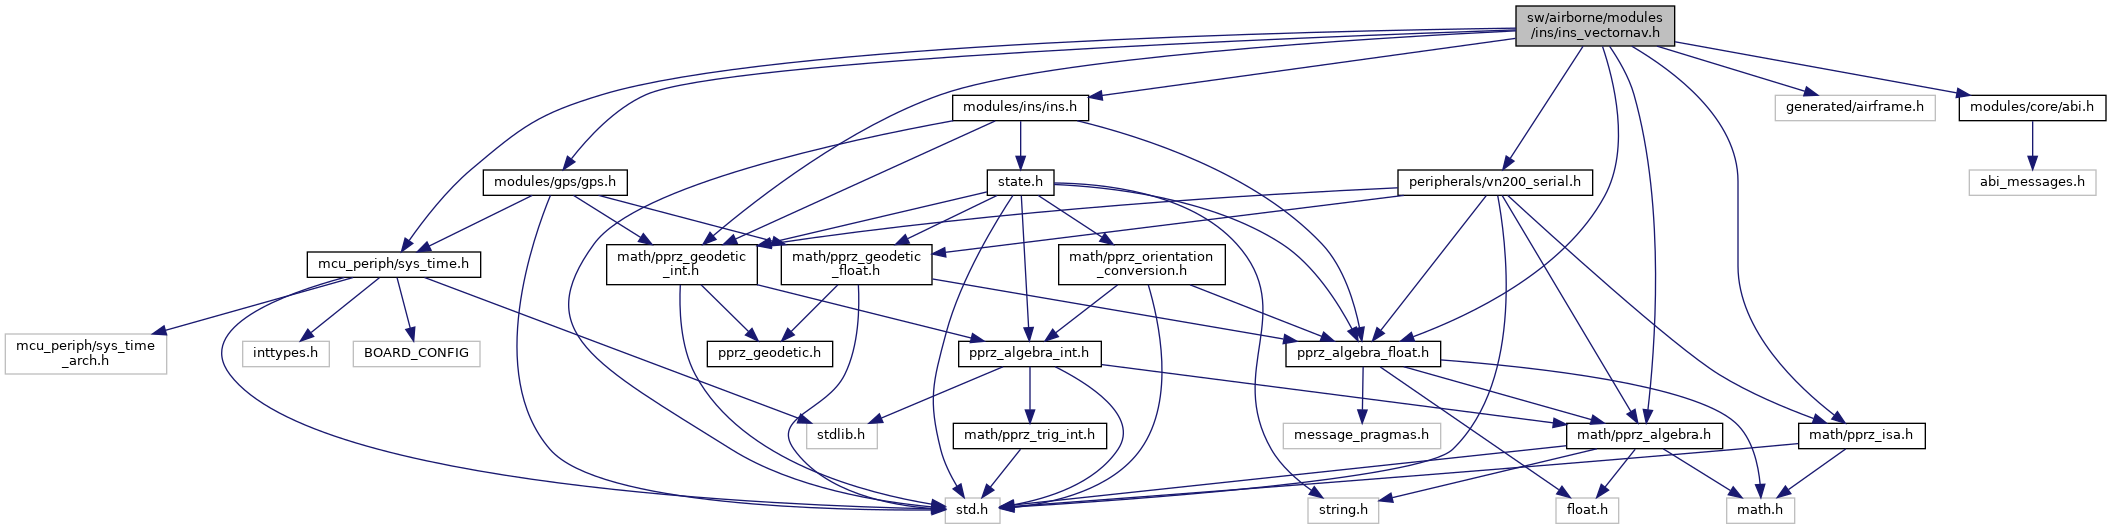 sw/airborne/modules
/ins/ins_vectornav.h
modules/ins/ins.h
generated/airframe.h
modules/core/abi.h
modules/gps/gps.h
state.h
peripherals/vn200_serial.h
abi_messages.h
mcu_periph/sys_time.h
math/pprz_geodetic
_int.h
math/pprz_geodetic
_float.h
math/pprz_orientation
_conversion.h
mcu_periph/sys_time
_arch.h
inttypes.h
BOARD_CONFIG
pprz_geodetic.h
pprz_algebra_int.h
pprz_algebra_float.h
stdlib.h
math/pprz_trig_int.h
message_pragmas.h
math/pprz_algebra.h
math/pprz_isa.h
std.h
string.h
float.h
math.h